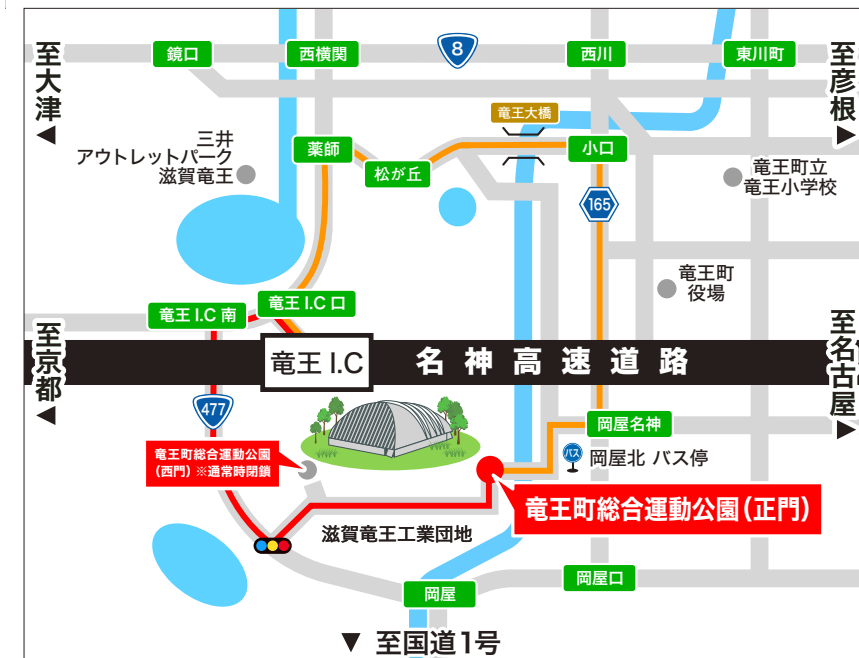 鏡口
西横関
8
西川
東川町
至大津
至彦根
竜王大橋
三井
アウトレットパーク
滋賀竜王
薬師
松が丘
小口
竜王町立
竜王小学校
165
竜王町
役場
竜王 I.C 南
竜王 I.C 口
至京都
竜王 I.C
名神高速道路
至名古屋
477
竜王町総合運動公園
(西門) ※通常時閉鎖
岡屋名神
バス
岡屋北 バス停
竜王町総合運動公園(正門)
滋賀竜王工業団地
岡屋
岡屋口
▼ 至国道1号